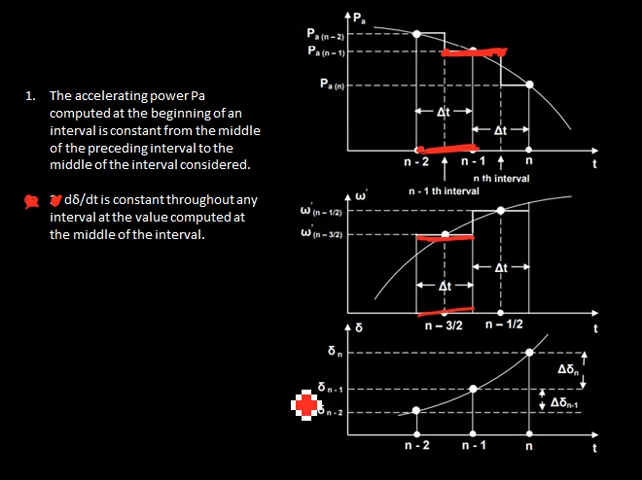 1. The accelerating power Pa
computed at the beginning of an
interval is constant from the middle
of the preceding interval to the
middle of the interval considered.
dδ/dt is constant throughout any
interval at the value computed at
the middle of the interval.
Pa
Pa (n – 2)
Pa (n – 1)
Pa (n)
Δt
Δt
n - 2
n - 1
n
t
n th interval
n - 1 th interval
ω'
ω'(n – 1/2)
ω'(n – 3/2)
Δt
Δt
n – 3/2
n – 1/2
t
δ
δn
δn - 1
δn - 2
Δδn
Δδn-1
n - 2
n - 1
n
t